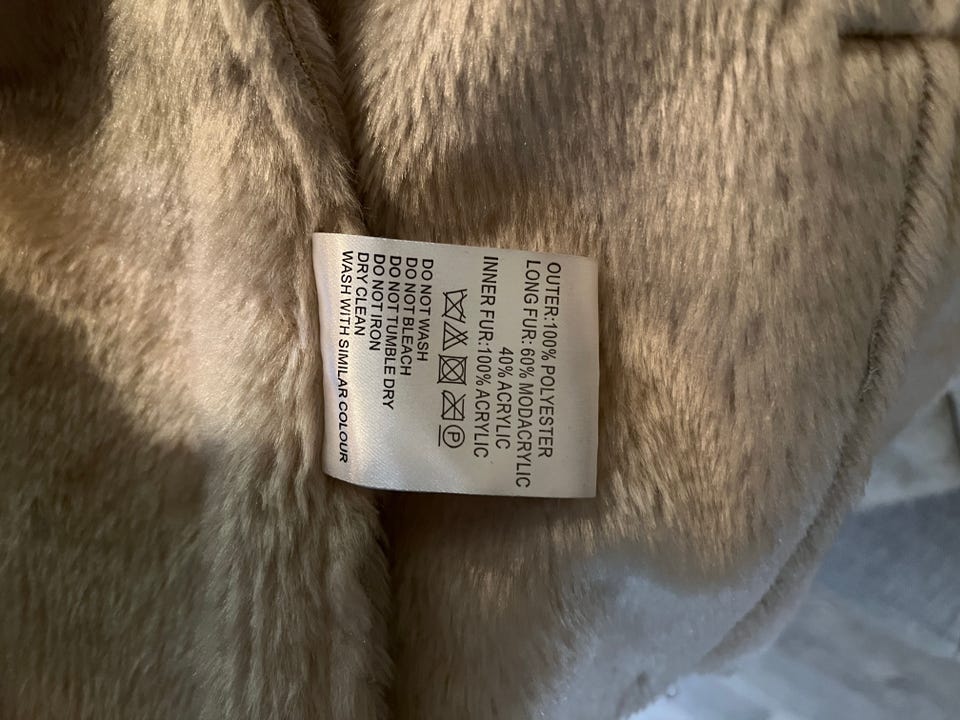 OUTER:100% POLYESTER
LONG FUR: 60% MODACRYLIC
40% ACRYLIC
INNER FUR:100% ACRYLIC
P
DO NOT WASH
DO NOT BLEACH
DO NOT TUMBLE DRY
DO NOT IRON
DRY CLEAN
WASH WITH SIMILAR COLOUR